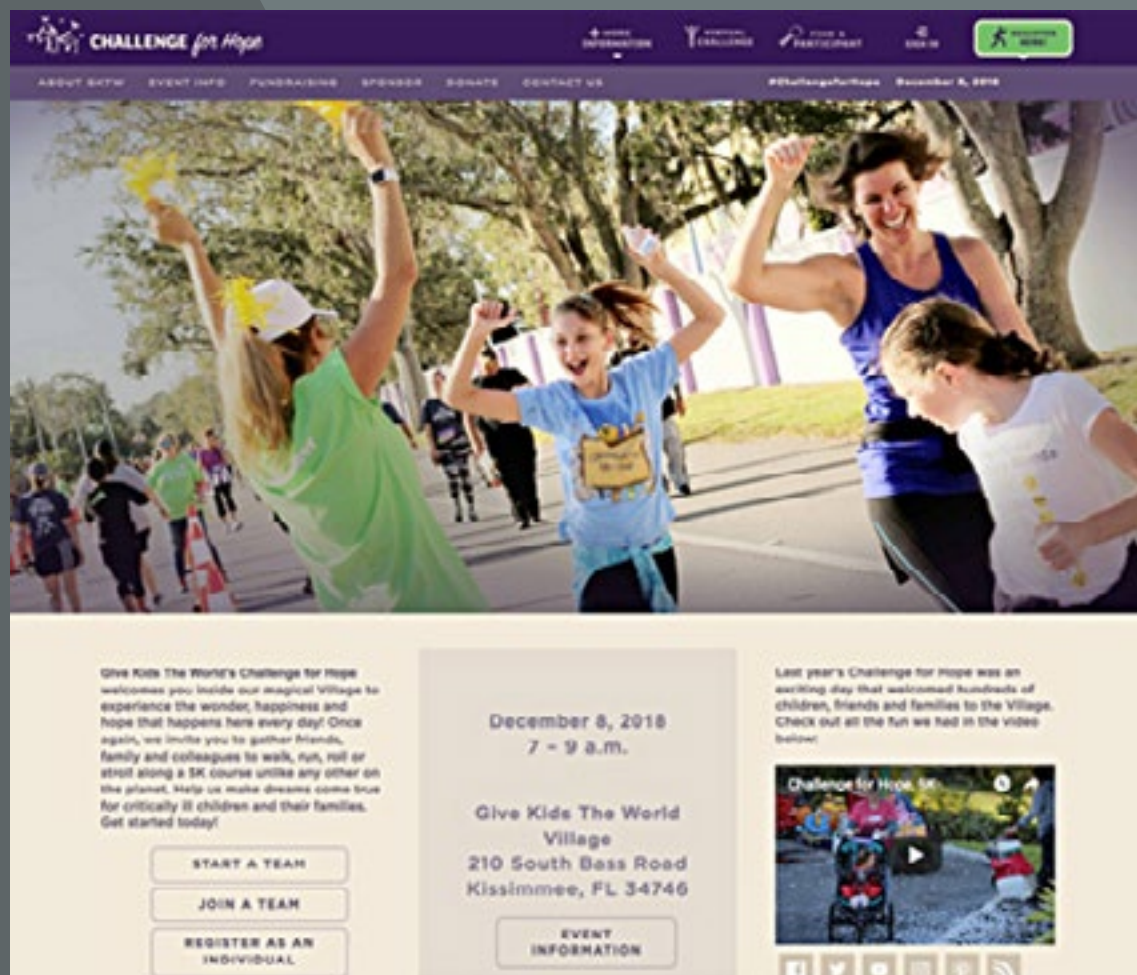 CHALLENGE for Hope
MORE
INFORMATION
VIRTUAL
CHALLENGE
FIND A
PARTICIPANT
SIGN IN
REGISTER
NOW!
ABOUT GKTW
EVENT INFO
FUNDRAISING
SPONSOR
DONATE
CONTACT US
#ChallengeforHope
December 8, 2018
Give Kids The World's Challenge for Hope
welcomes you inside our magical Village to
experience the wonder, happiness and
hope that happens here every day! Once
again, we invite you to gather friends,
family and colleagues to walk, run, roll or
stroll along a 5K course unlike any other on
the planet. Help us make dreams come true
for critically ill children and their families.
Get started today!
START A TEAM
JOIN A TEAM
REGISTER AS AN
INDIVIDUAL
December 8, 2018
7 – 9 a.m.
Give Kids The World
Village
210 South Bass Road
Kissimmee, FL 34746
EVENT
INFORMATION
Last year's Challenge for Hope was an
exciting day that welcomed hundreds of
children, friends and families to the Village.
Check out all the fun we had in the video
below:
Challenge for Hope 5K